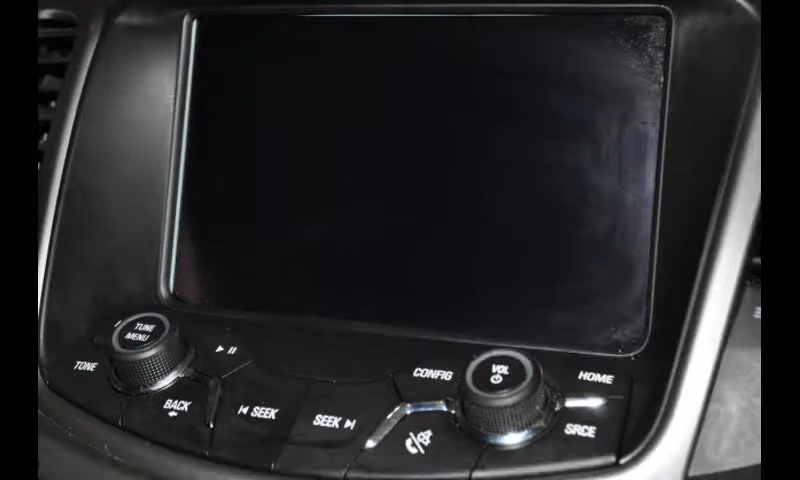 TUNE
MENU
TONE
BACK
SEEK
SEEK
CONFIG
VOL
HOME
SRCE